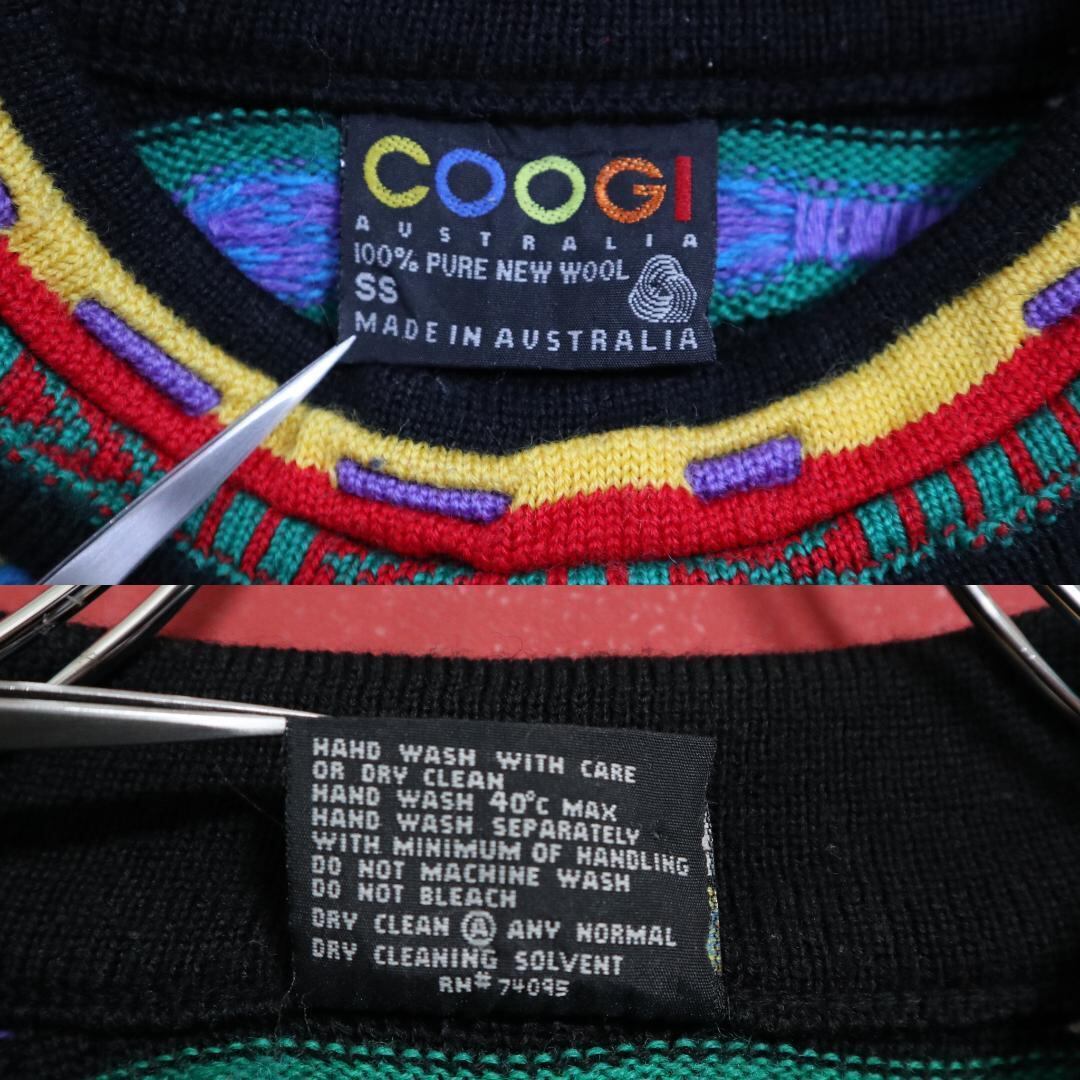 COOGI
AUSTRALIA
100% PURE NEW WOOL
SS
MADE IN AUSTRALIA
HAND WASH WITH CARE
OR DRY CLEAN
HAND WASH 40°C MAX
HAND WASH SEPARATELY
WITH MINIMUM OF HANDLING
DO NOT MACHINE WASH
DO NOT BLEACH
DRY CLEAN Ⓐ ANY NORMAL
DRY CLEANING SOLVENT
RN# 74095